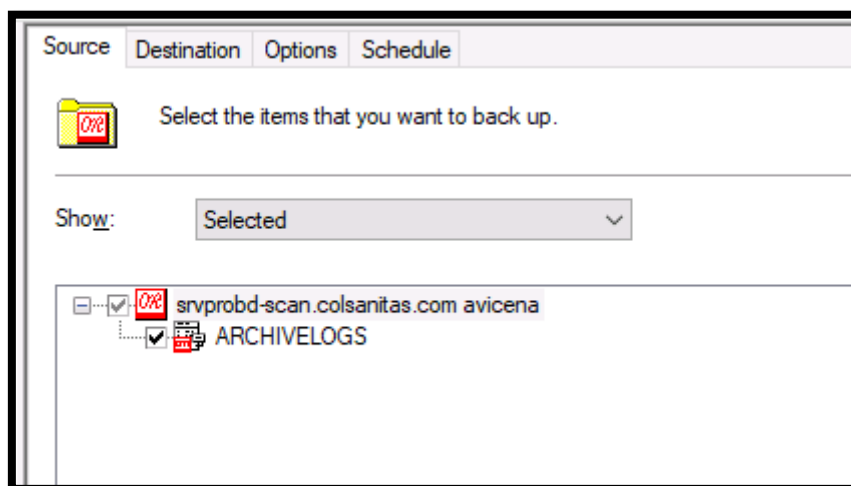 Source Destination Options Schedule
Select the items that you want to back up.
Show: Selected
srvprobd-scan.colsanitas.com avicena
ARCHIVELOGS